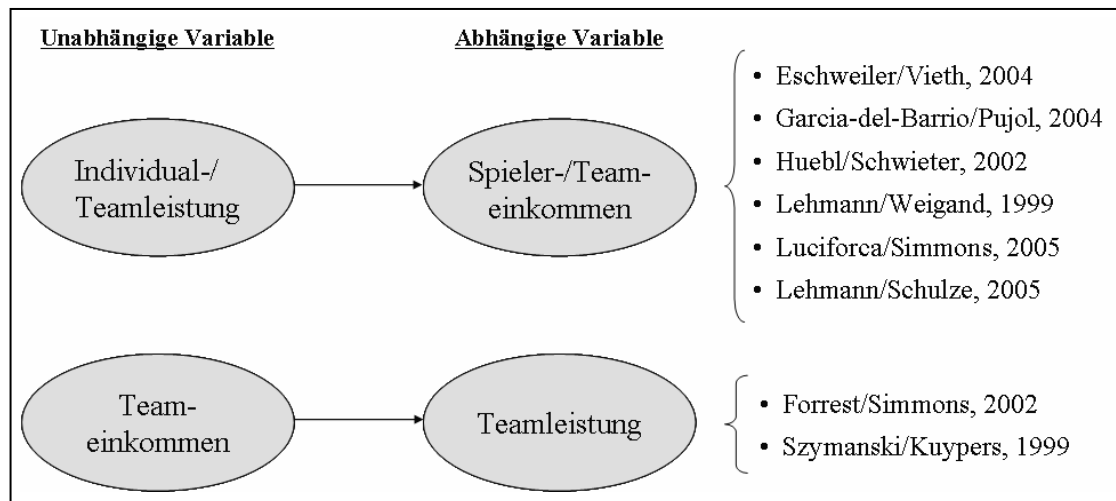 Unabhängige Variable
Abhängige Variable
Individual-/
Teamleistung
Spieler-/Team-
einkommen
• Eschweiler/Vieth, 2004
• Garcia-del-Barrio/Pujol, 2004
• Huebl/Schwieter, 2002
• Lehmann/Weigand, 1999
• Luciforca/Simmons, 2005
• Lehmann/Schulze, 2005
Team-
einkommen
Teamleistung
• Forrest/Simmons, 2002
• Szymanski/Kuypers, 1999